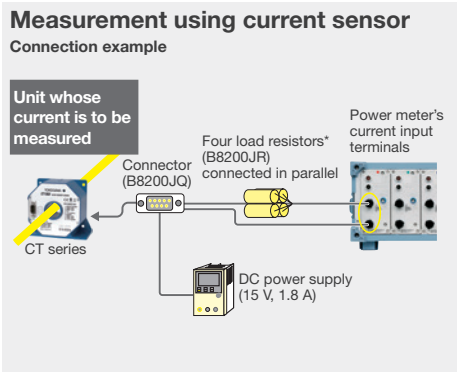 Measurement using current sensor
Connection example
Unit whose
current is to be
measured
Power meter's
current input
terminals
Four load resistors*
(B8200JR)
connected in parallel
Connector
(B8200JQ)
CT series
DC power supply
(15 V, 1.8 A)